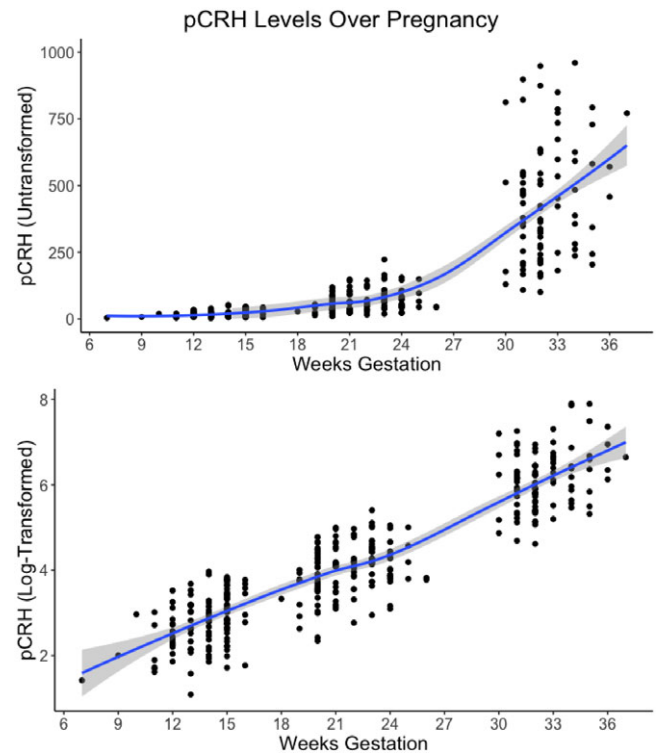 pCRH Levels Over Pregnancy
1000
750
500
250
0
pCRH (Untransformed)
6 9 12 15 18 21 24 27 30 33 36
Weeks Gestation
8
6
4
2
pCRH (Log-Transformed)
6 9 12 15 18 21 24 27 30 33 36
Weeks Gestation